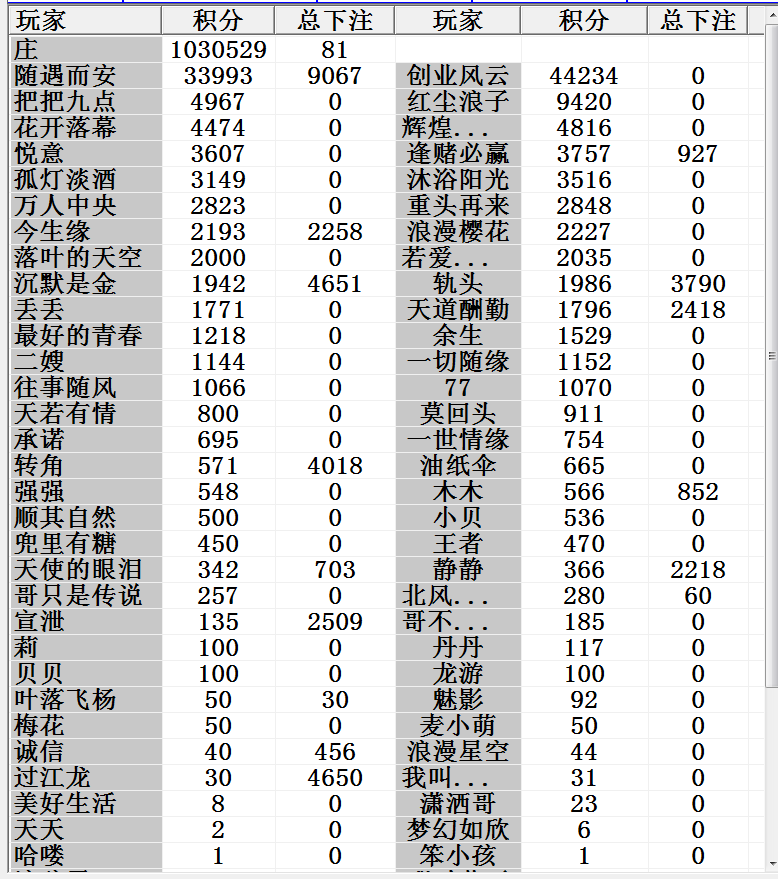 玩家 积分 总下注 玩家 积分 总下注
庄 1030529 81
随遇而安 33993 9067 创业风云 44234 0
把把九点 4967 0 红尘浪子 9420 0
花开落幕 4474 0 辉煌... 4816 0
悦意 3607 0 逢赌必赢 3757 927
孤灯淡酒 3149 0 沐浴阳光 3516 0
万人中央 2823 0 重头再来 2848 0
今生缘 2193 2258 浪漫樱花 2227 0
落叶的天空 2000 0 若爱... 2035 0
沉默是金 1942 4651 轨头 1986 3790
丢丢 1771 0 天道酬勤 1796 2418
最好的青春 1218 0 余生 1529 0
二嫂 1144 0 一切随缘 1152 0
往事随风 1066 0 77 1070 0
天若有情 800 0 莫回头 911 0
承诺 695 0 一世情缘 754 0
转角 571 4018 油纸伞 665 0
强强 548 0 木木 566 852
顺其自然 500 0 小贝 536 0
兜里有糖 450 0 王者 470 0
天使的眼泪 342 703 静静 366 2218
哥只是传说 257 0 北风... 280 60
宣泄 135 2509 哥不... 185 0
莉 100 0 丹丹 117 0
贝贝 100 0 龙游 100 0
叶落飞杨 50 30 魅影 92 0
梅花 50 0 麦小萌 50 0
诚信 40 456 浪漫星空 44 0
过江龙 30 4650 我叫... 31 0
美好生活 8 0 潇洒哥 23 0
天天 2 0 梦幻如欣 6 0
哈喽 1 0 笨小孩 1 0